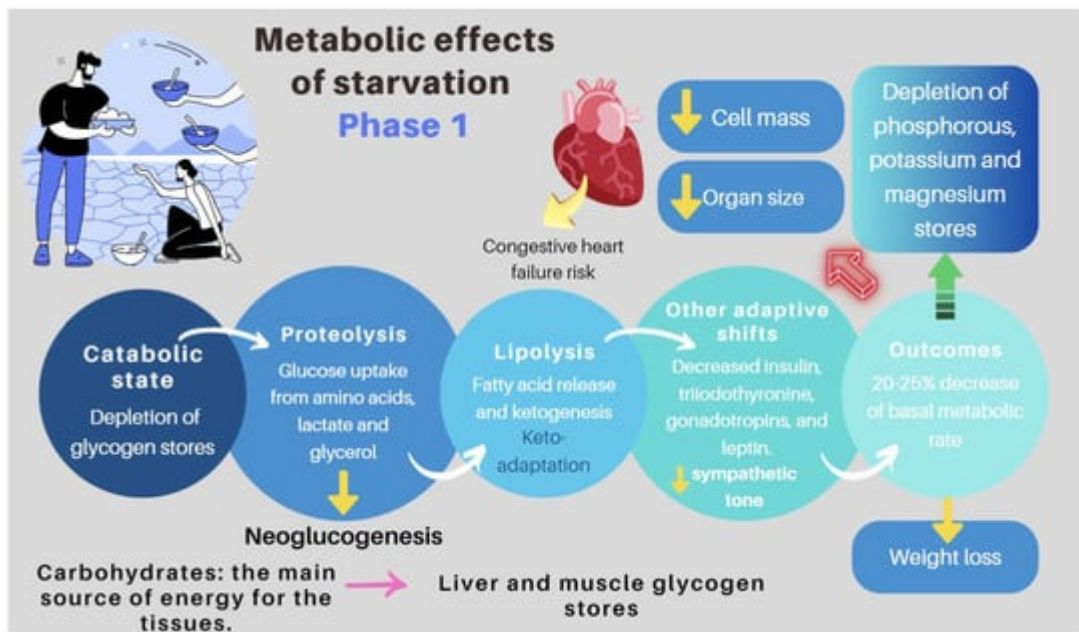 Metabolic effects
of starvation
Phase 1
Cell mass
Organ size
Depletion of
phosphorous,
potassium and
magnesium
stores
Congestive heart
failure risk
Catabolic
state
Depletion of
glycogen stores
Proteolysis
Glucose uptake
from amino acids,
lactate and
glycerol
Lipolysis
Fatty acid release
and ketogenesis
Keto-
adaptation
Other adaptive
shifts
Decreased insulin,
triiodothyronine,
gonadotropins, and
leptin.
sympathetic
tone
Outcomes
20-25% decrease
of basal metabolic
rate
Neoglucogenesis
Weight loss
Carbohydrates: the main
source of energy for the
tissues.
Liver and muscle glycogen
stores